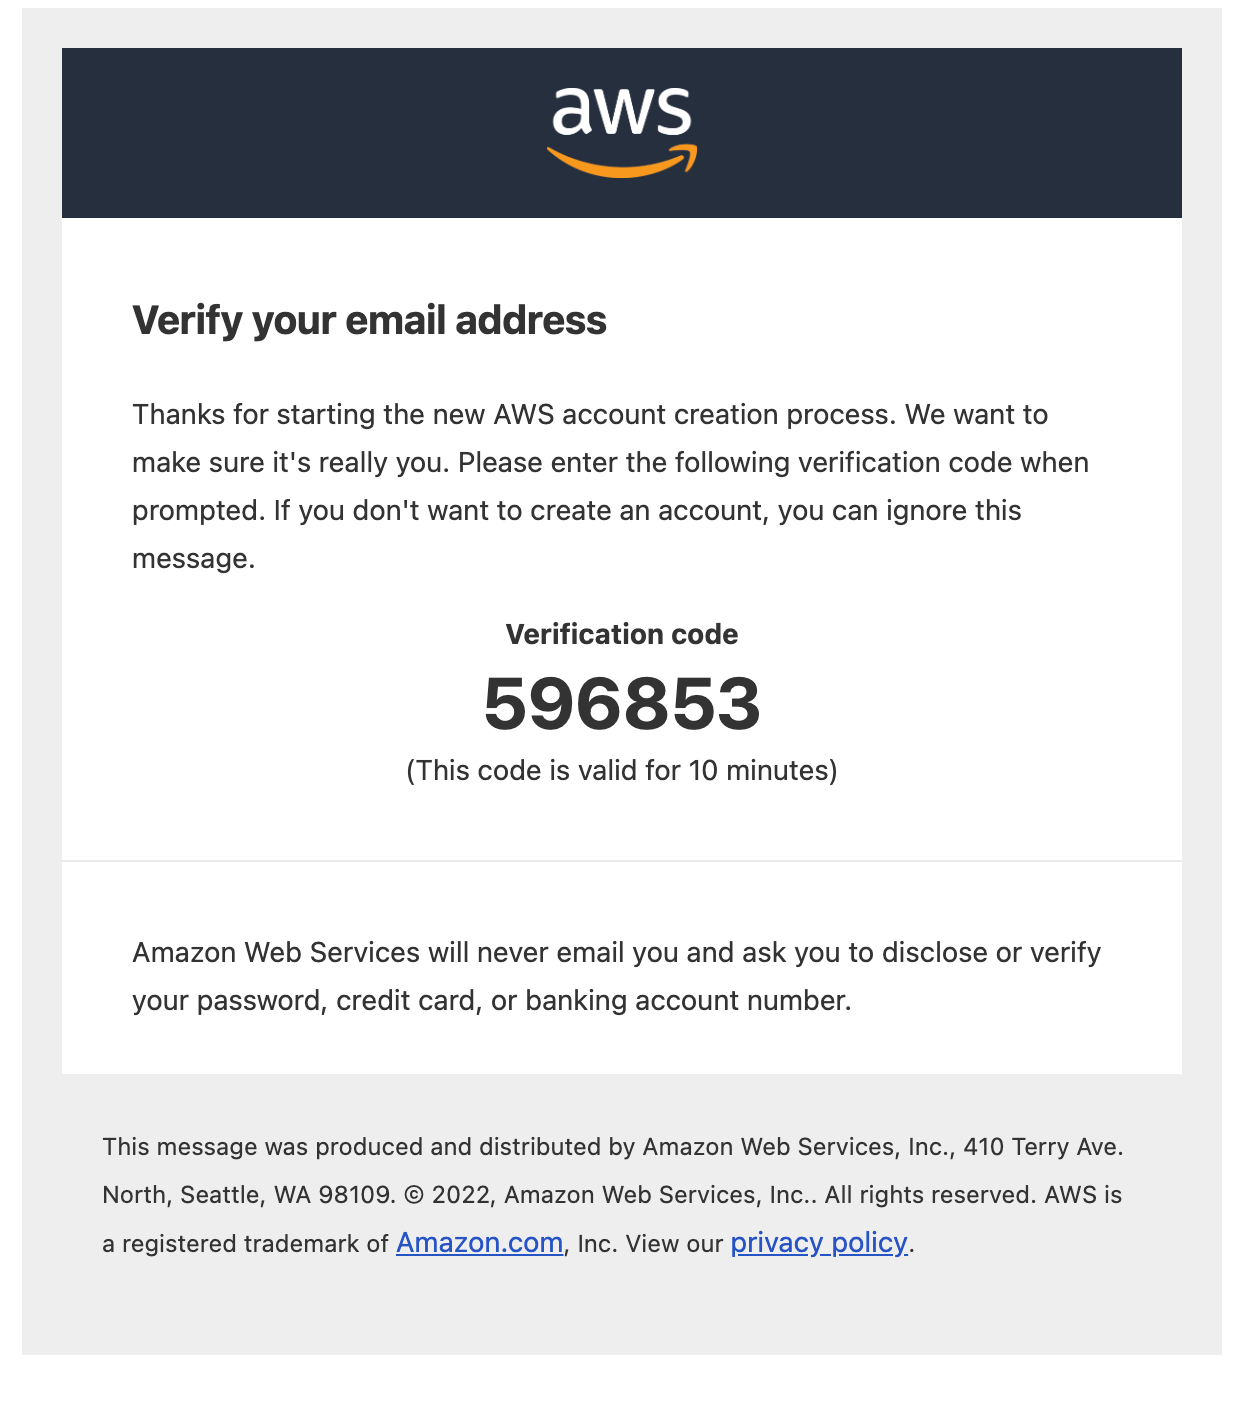 aws
Verify your email address
Thanks for starting the new AWS account creation process. We want to
make sure it's really you. Please enter the following verification code when
prompted. If you don't want to create an account, you can ignore this
message.
Verification code
596853
(This code is valid for 10 minutes)
Amazon Web Services will never email you and ask you to disclose or verify
your password, credit card, or banking account number.
This message was produced and distributed by Amazon Web Services, Inc., 410 Terry Ave.
North, Seattle, WA 98109. © 2022, Amazon Web Services, Inc.. All rights reserved. AWS is
a registered trademark of Amazon.com, Inc. View our privacy policy.